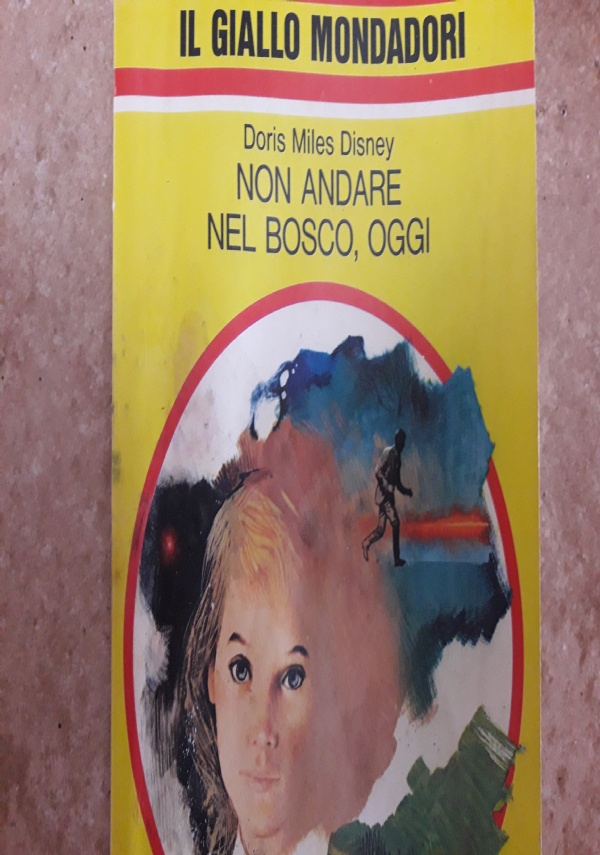 IL GIALLO MONDADORI
Doris Miles Disney
NON ANDARE
NEL BOSCO, OGGI